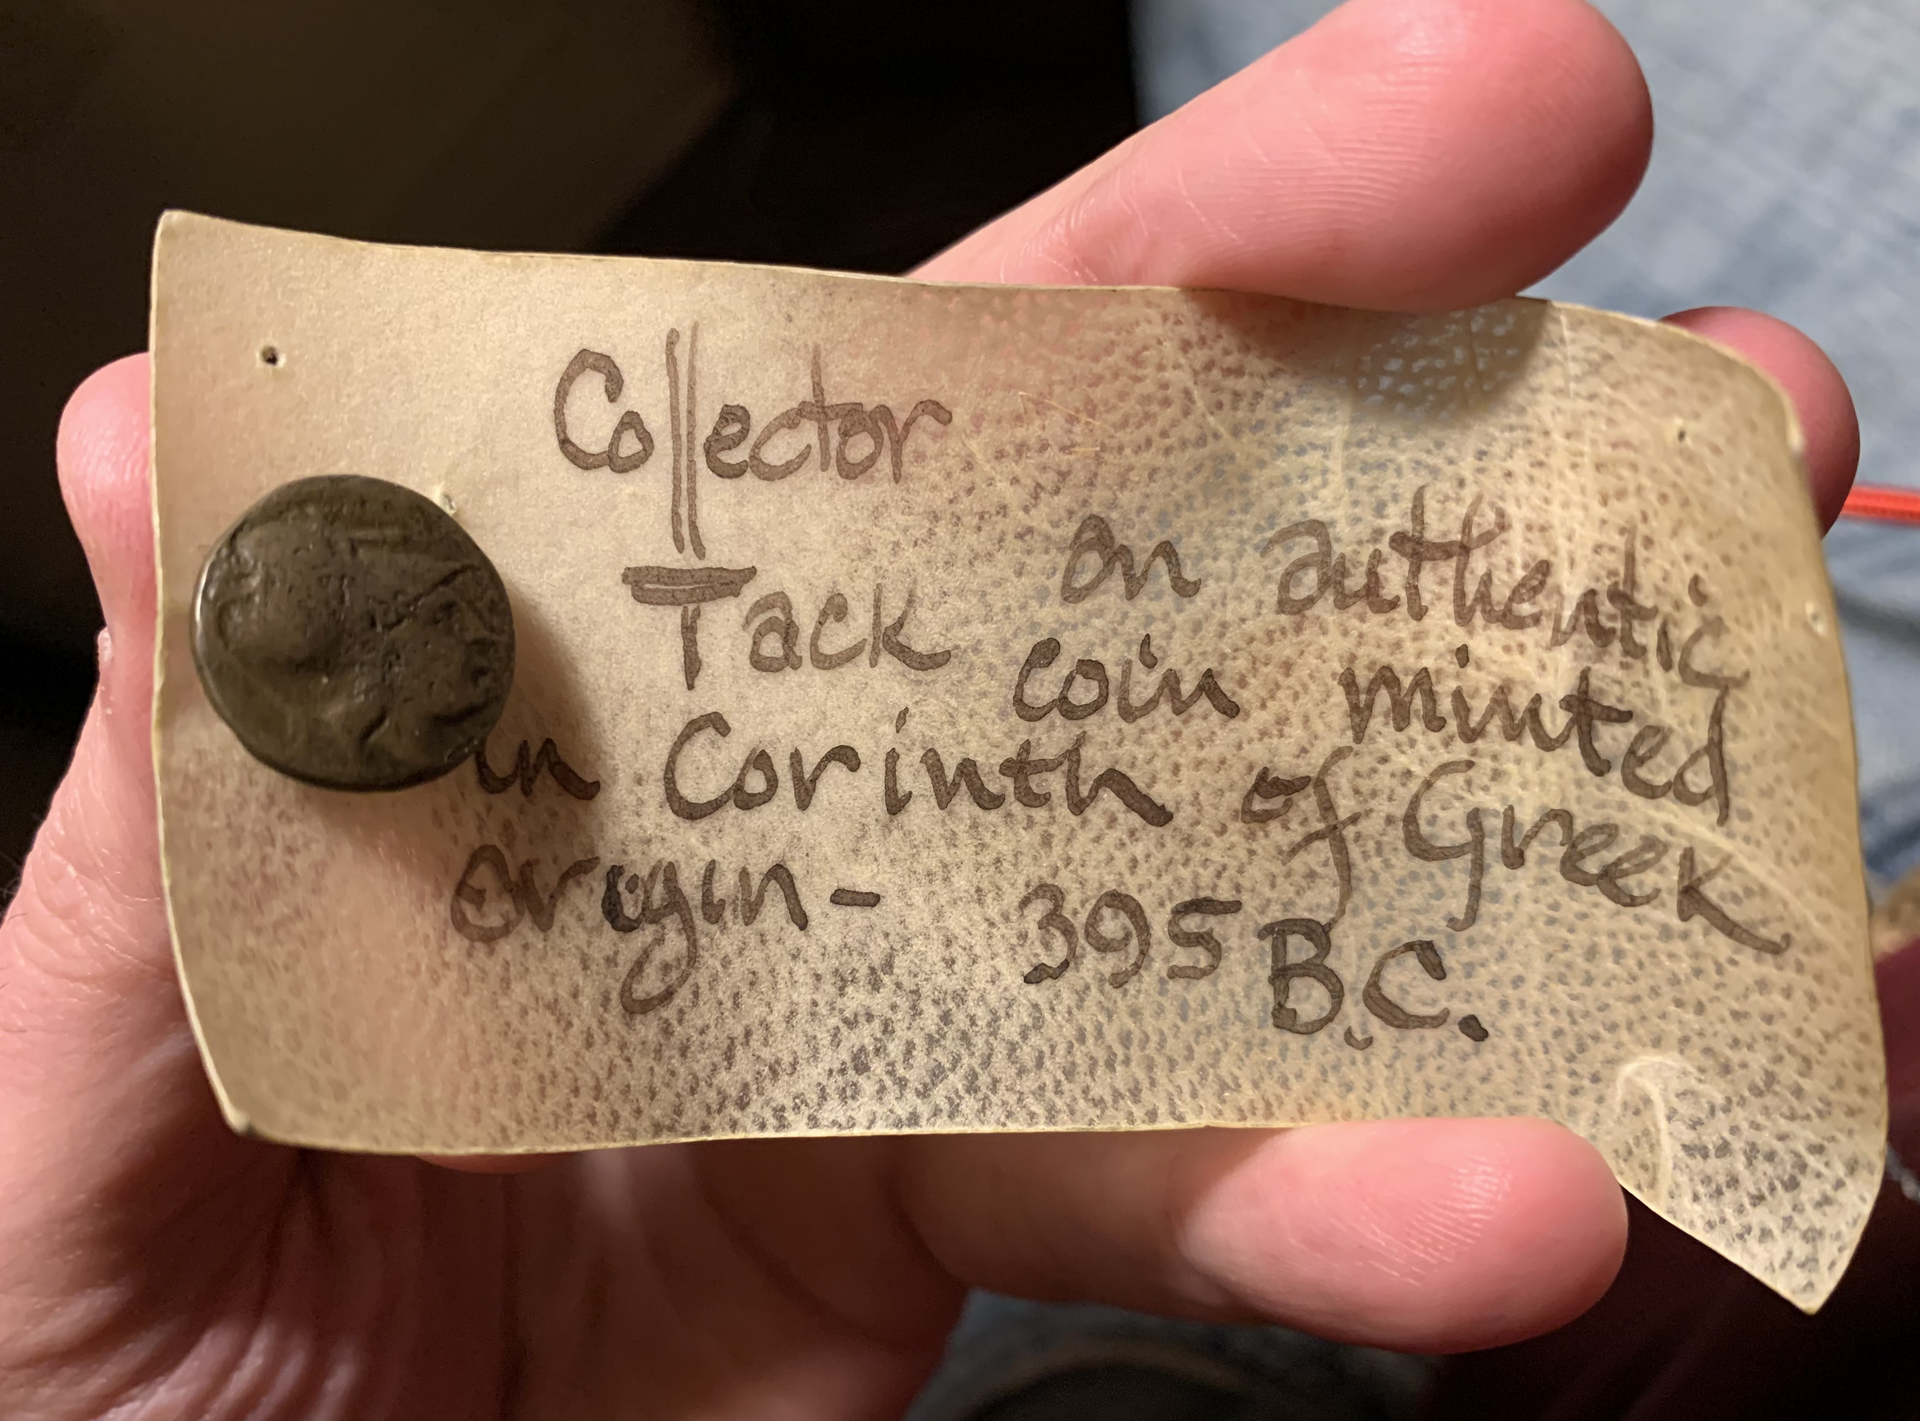 Collector
Tack an authentic
coin minted
in Corinth of Greek
origin- 395 B.C.